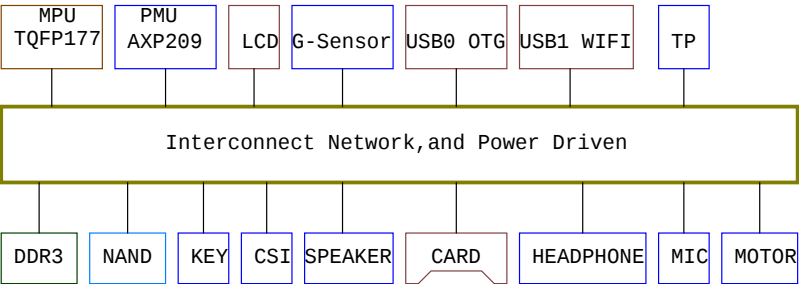 MPU
TQFP177
PMU
AXP209
LCD
G-Sensor
USB0 OTG
USB1 WIFI
TP
Interconnect Network,and Power Driven
DDR3
NAND
KEY
CSI
SPEAKER
CARD
HEADPHONE
MIC
MOTOR